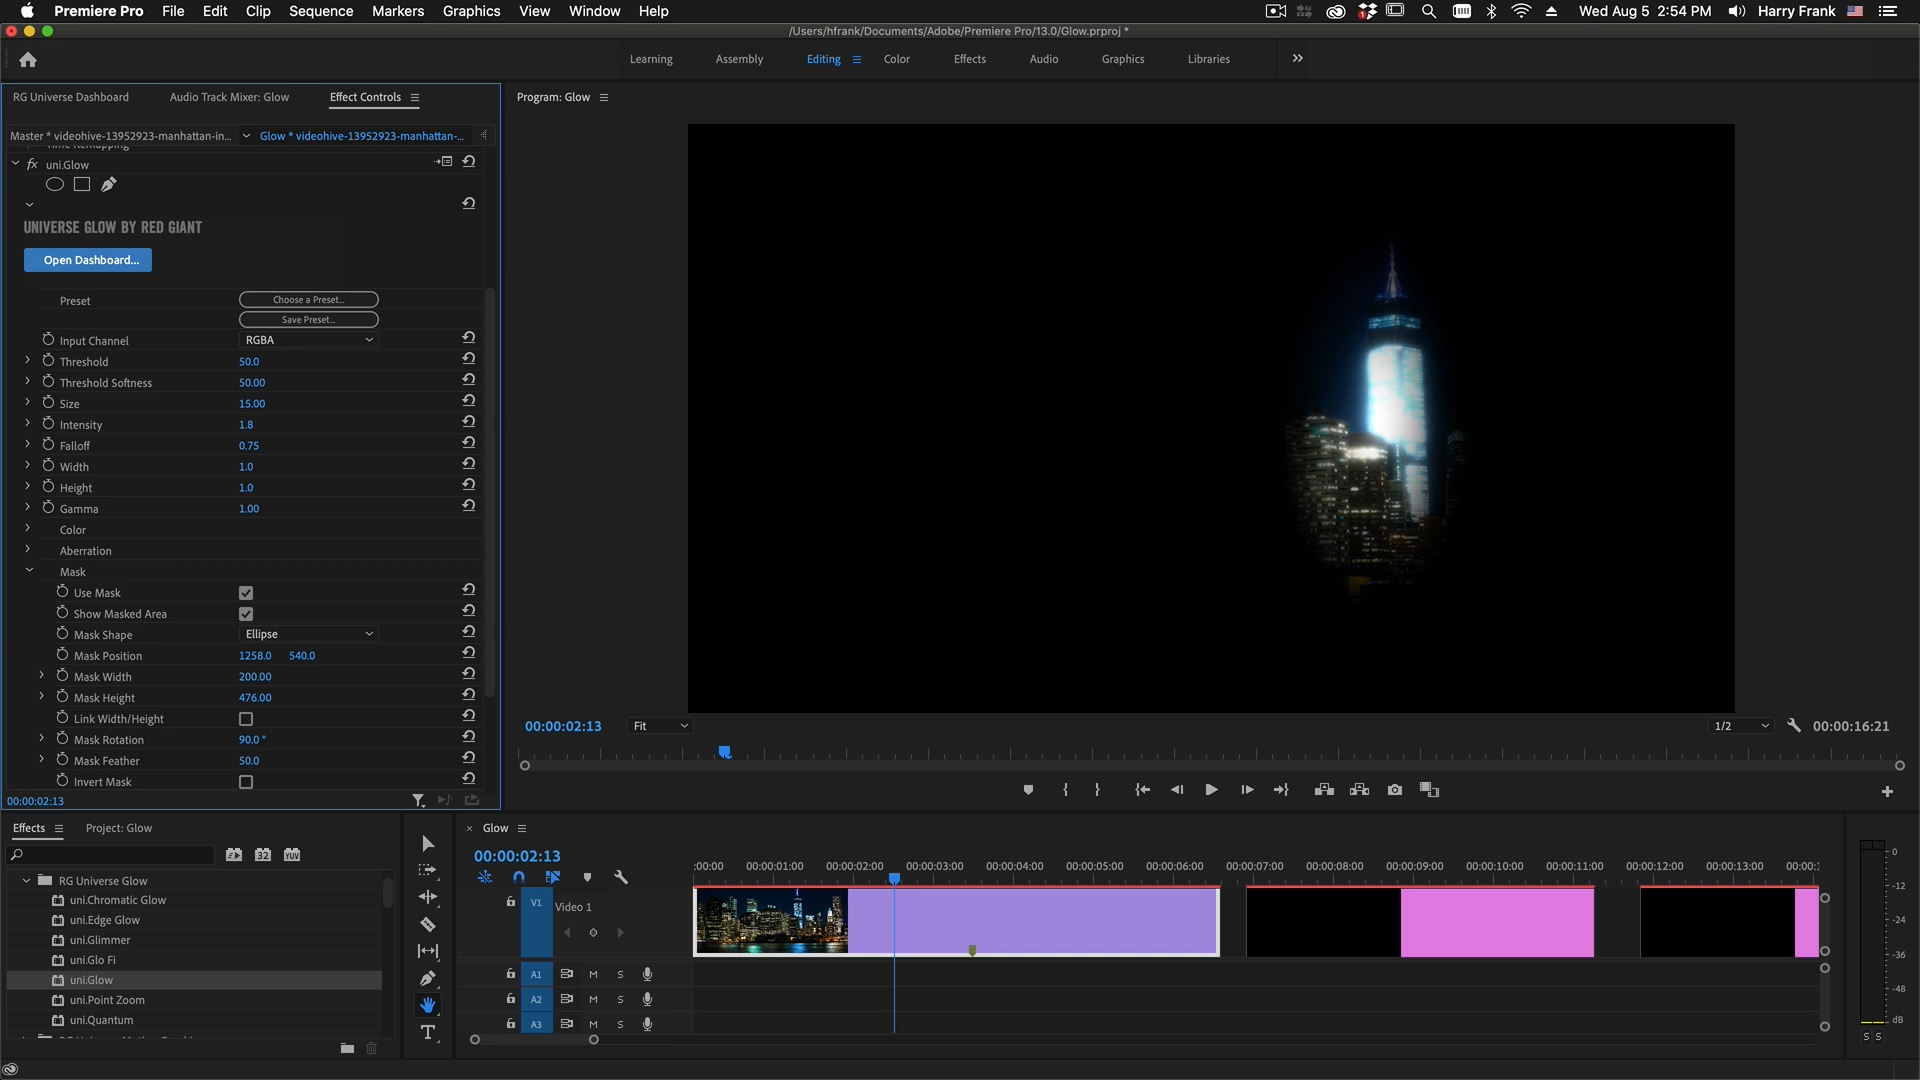 Premiere Pro File Edit Clip Sequence Markers Graphics View Window Help
Wed Aug 5 2:54 PM Harry Frank
/Users/hfrank/Documents/Adobe/Premiere Pro/13.0/Glow.prproj *
Learning Assembly Editing Color Effects Audio Graphics Libraries
RG Universe Dashboard Audio Track Mixer: Glow Effect Controls
Program: Glow
Master * videohive-13952923-manhattan-in... Glow * videohive-13952923-manhattan-...
Time Remapping
fx uni.Glow
UNIVERSE GLOW BY RED GIANT
Open Dashboard...
Preset Choose a Preset...
Save Preset...
Input Channel RGBA
Threshold 50.0
Threshold Softness 50.00
Size 15.00
Intensity 1.8
Falloff 0.75
Width 1.0
Height 1.0
Gamma 1.00
Color
Aberration
Mask
Use Mask
Show Masked Area
Mask Shape Ellipse
Mask Position 1258.0 540.0
Mask Width 200.00
Mask Height 476.00
Link Width/Height
Mask Rotation 90.0 °
Mask Feather 50.0
Invert Mask
00:00:02:13
00:00:02:13 Fit 1/2 00:00:16:21
Effects Project: Glow
32 YUV
RG Universe Glow
uni.Chromatic Glow
uni.Edge Glow
uni.Glimmer
uni.Glo Fi
uni.Glow
uni.Point Zoom
uni.Quantum
× Glow
00:00:02:13
:00:00 00:00:01:00 00:00:02:00 00:00:03:00 00:00:04:00 00:00:05:00 00:00:06:00 00:00:07:00 00:00:08:00 00:00:09:00 00:00:10:00 00:00:11:00 00:00:12:00 00:00:13:00 00:00:
V1 Video 1
A1 M S
A2 M S
A3 M S
0
-12
-24
-36
-48
dB
S S